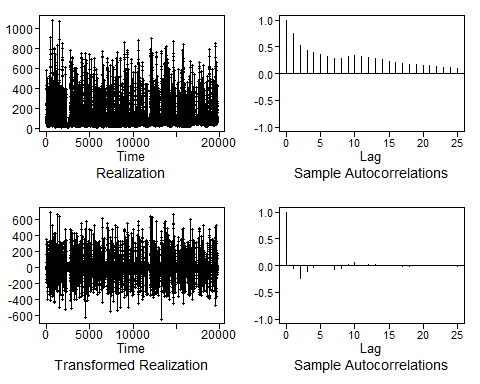 1000
800
600
400
200
0
0 5000 10000 20000
Time
Realization
1.0
0.5
0.0
-0.5
-1.0
0 5 10 15 20 25
Lag
Sample Autocorrelations
600
400
200
0
-200
-400
-600
0 5000 10000 20000
Time
Transformed Realization
1.0
0.5
0.0
-0.5
-1.0
0 5 10 15 20 25
Lag
Sample Autocorrelations